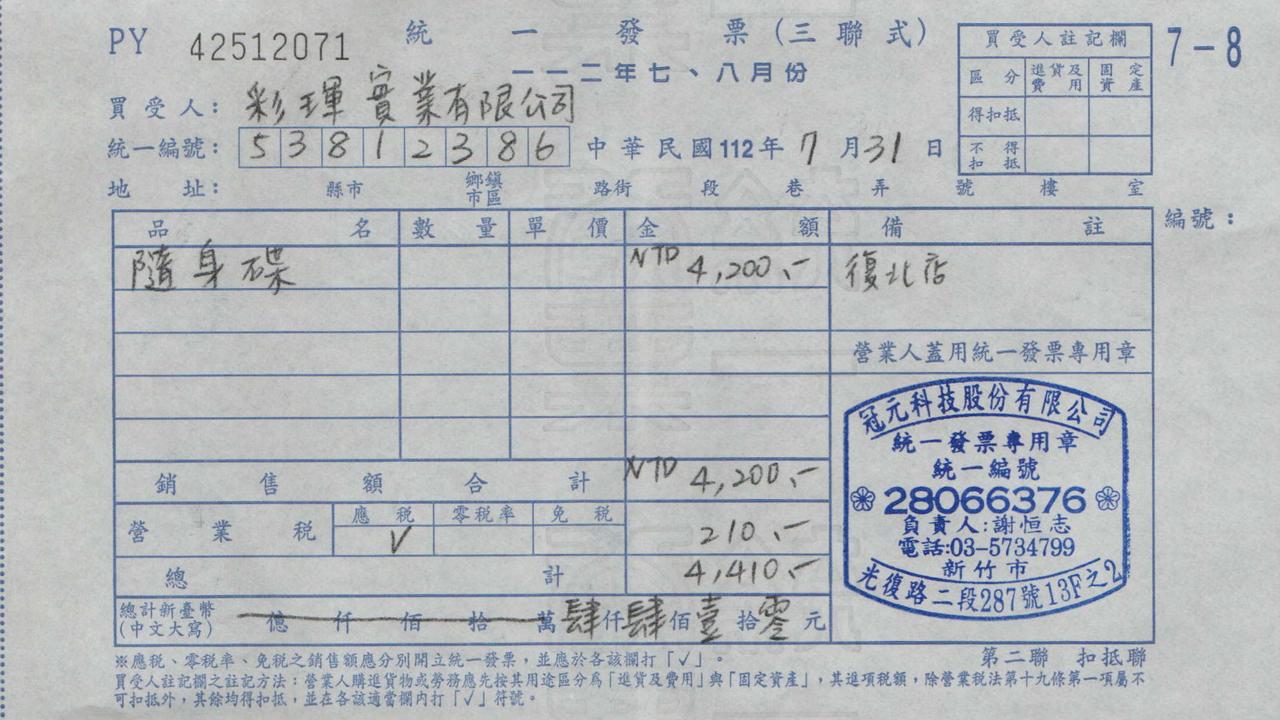 PY 42512071 統一發票(三聯式)
一一二年七、八月份
7-8
買受人註記欄
區分 進貨及費用 固定資產
得扣抵
不得扣抵
買受人: 彩琿實業有限公司
統一編號: 53812386 中華民國112年7月31日
地址: 縣市 鄉鎮市區 路街 段 巷 弄 號 樓 室
編號:
品名 數量 單價 金額 備註
隨身碟 NTD 4,200.- 復北店
營業人蓋用統一發票專用章
冠元科技股份有限公司
統一發票專用章
統一編號
28066376
負責人:謝恒志
電話:03-5734799
新竹市
光復路二段287號13F之2
銷售額合計 NTD 4,200.-
營業稅 應稅 零稅率 免稅
√ 210.-
總計 4,410.-
總計新臺幣(中文大寫) 億仟佰拾萬肆仟肆佰壹拾零元
※應稅、零稅率、免稅之銷售額應分別開立統一發票,並應於各該欄打「√」。
第二聯 扣抵聯
買受人註記欄之註記方法:營業人購進貨物或勞務應先按其用途區分為「進貨及費用」與「固定資產」,其進項稅額,除營業稅法第十九條第一項屬不
可扣抵外,其餘均得扣抵,並在各該適當欄內打「√」符號。